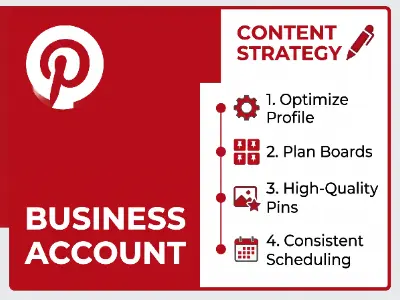 BUSINESS
ACCOUNT
CONTENT
STRATEGY
1. Optimize
Profile
2. Plan Boards
3. High-Quality
Pins
4. Consistent
Scheduling